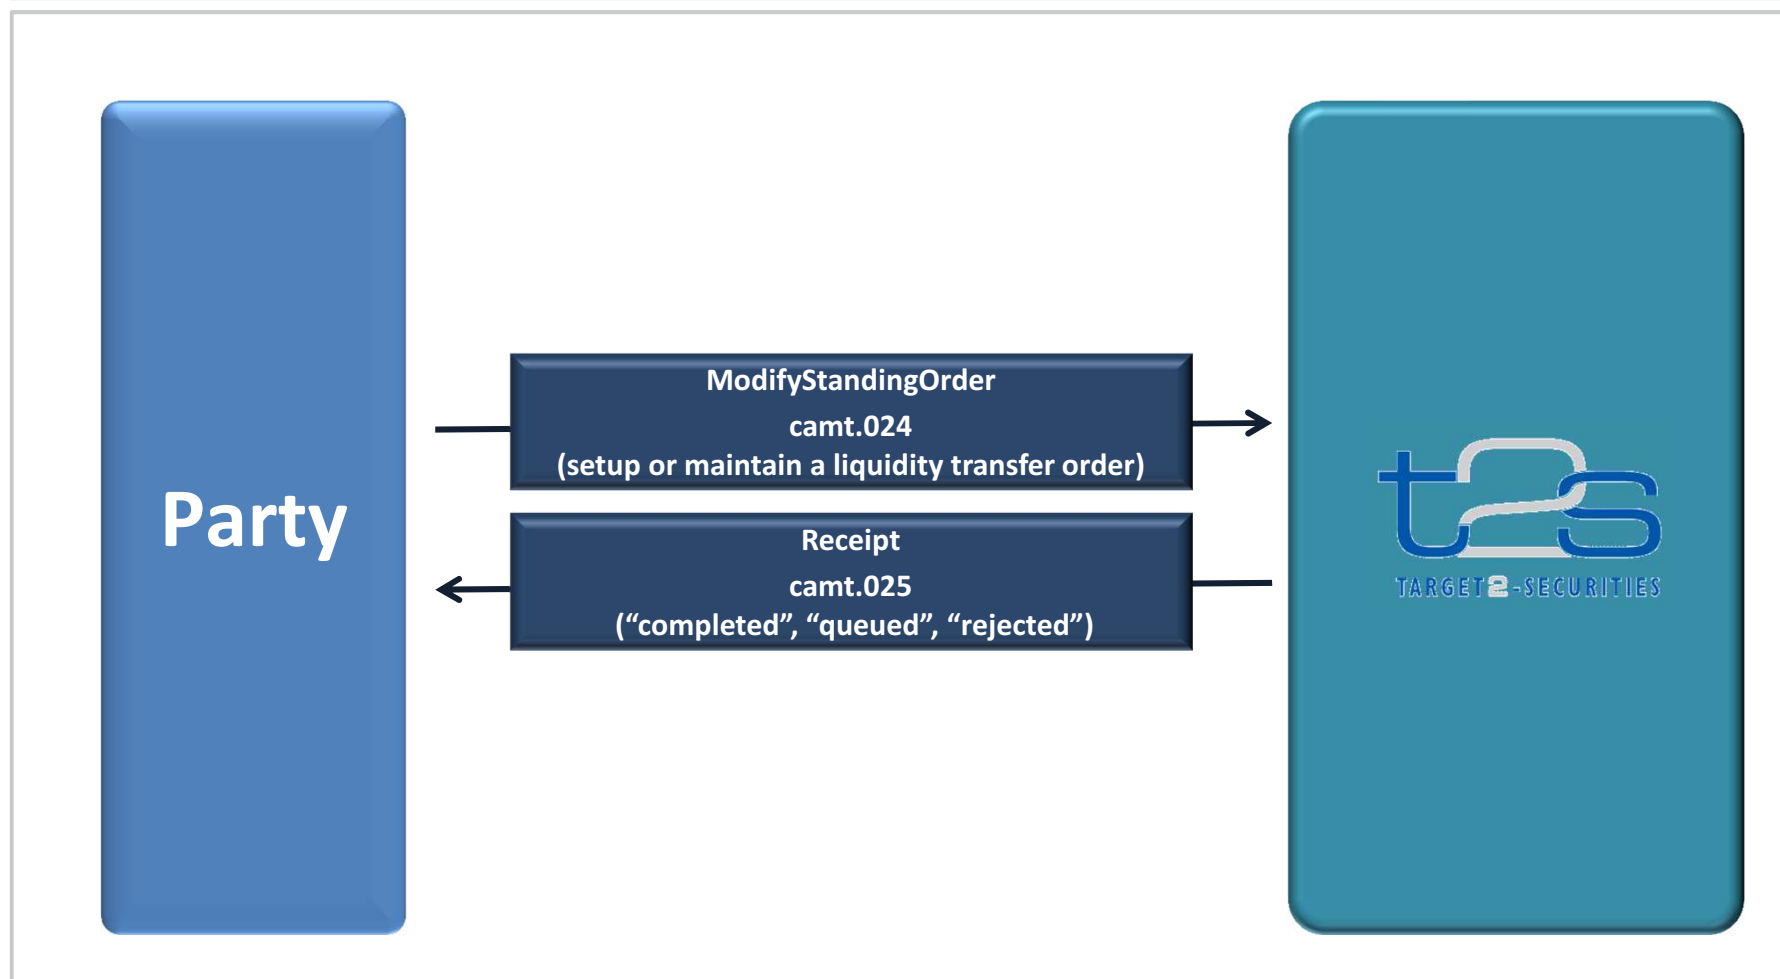 Party
ModifyStandingOrder
camt.024
(setup or maintain a liquidity transfer order)
Receipt
camt.025
(“completed”, “queued”, “rejected”)
t2s
TARGET2-SECURITIES